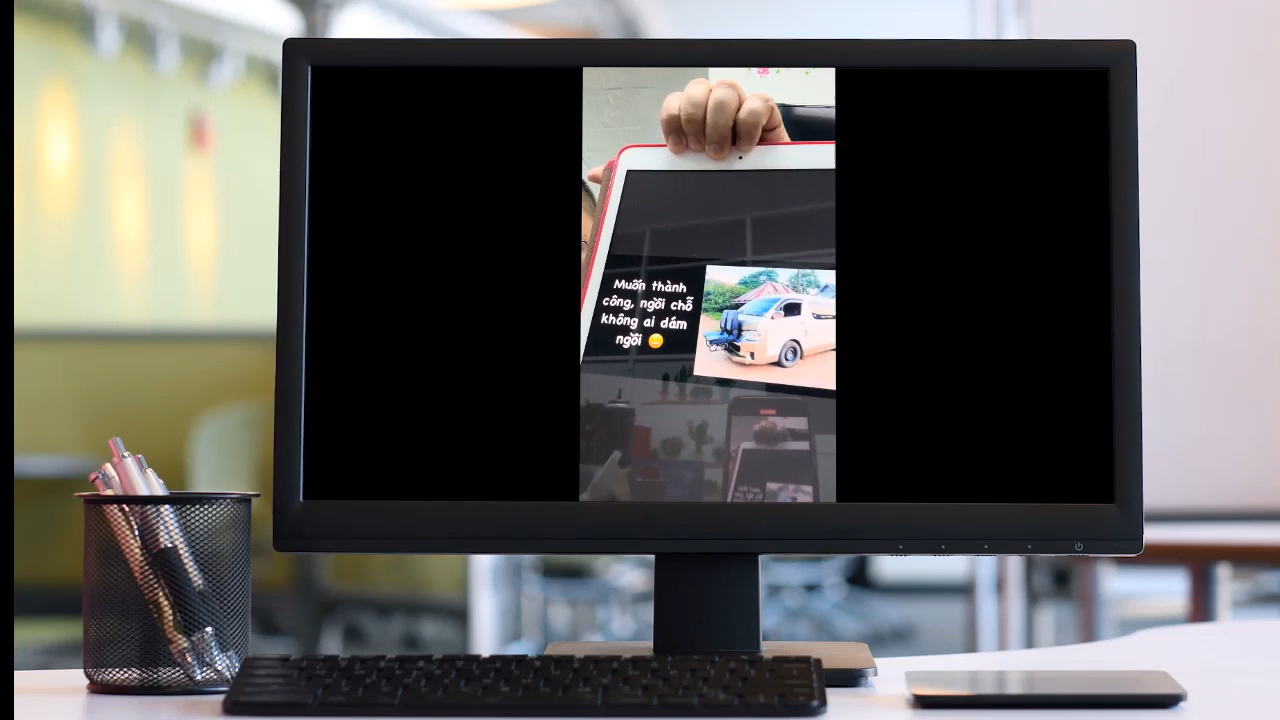 Muốn thành
công, ngồi chỗ
không ai dám
ngồi 😊